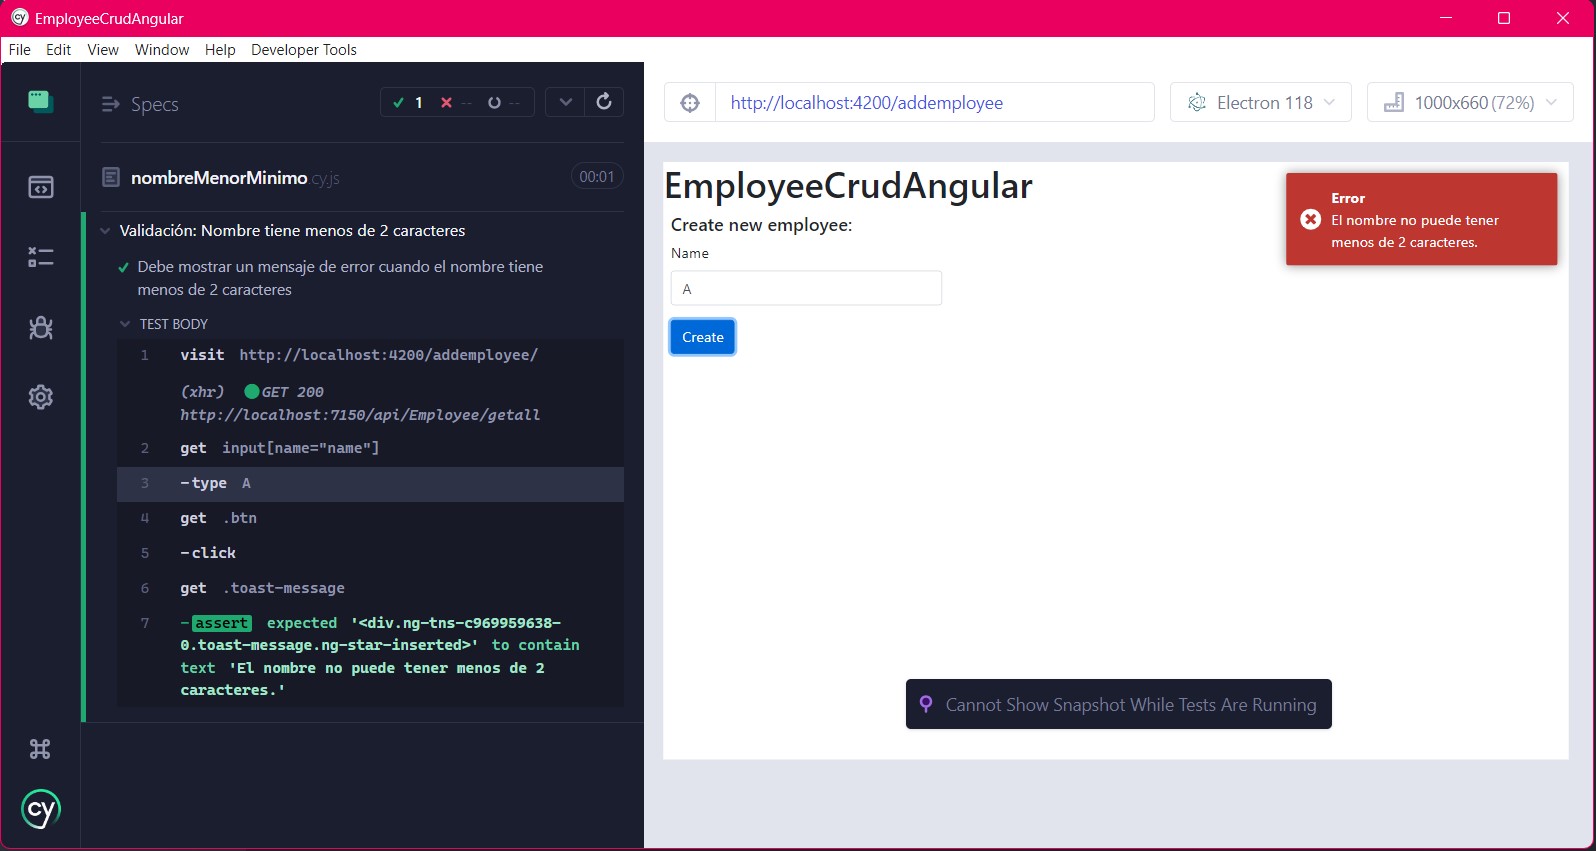 EmployeeCrudAngular
File Edit View Window Help Developer Tools
Specs
1 -- --
nombreMenorMinimo.cy.js
00:01
Validación: Nombre tiene menos de 2 caracteres
Debe mostrar un mensaje de error cuando el nombre tiene
menos de 2 caracteres
TEST BODY
1 visit http://localhost:4200/addemployee/
(xhr) GET 200
http://localhost:7150/api/Employee/getall
2 get input[name="name"]
3 -type A
4 get .btn
5 -click
6 get .toast-message
7 -assert expected '<div.ng-tns-c969959638-
0.toast-message.ng-star-inserted>' to contain
text 'El nombre no puede tener menos de 2
caracteres.'
cy
http://localhost:4200/addemployee
Electron 118
1000x660 (72%)
EmployeeCrudAngular
Create new employee:
Name
A
Create
Error
El nombre no puede tener
menos de 2 caracteres.
Cannot Show Snapshot While Tests Are Running